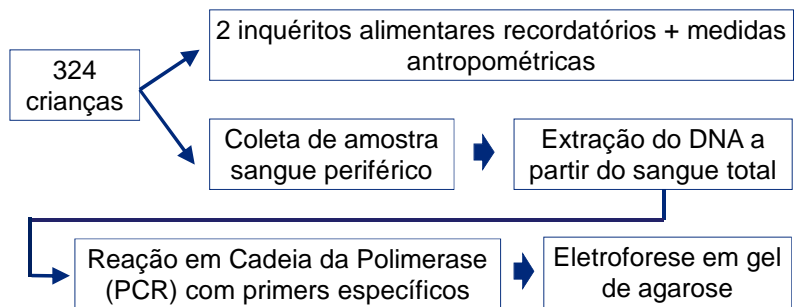 324
crianças
2 inquéritos alimentares recordatórios + medidas
antropométricas
Coleta de amostra
sangue periférico
Extração do DNA a
partir do sangue total
Reação em Cadeia da Polimerase
(PCR) com primers específicos
Eletroforese em gel
de agarose